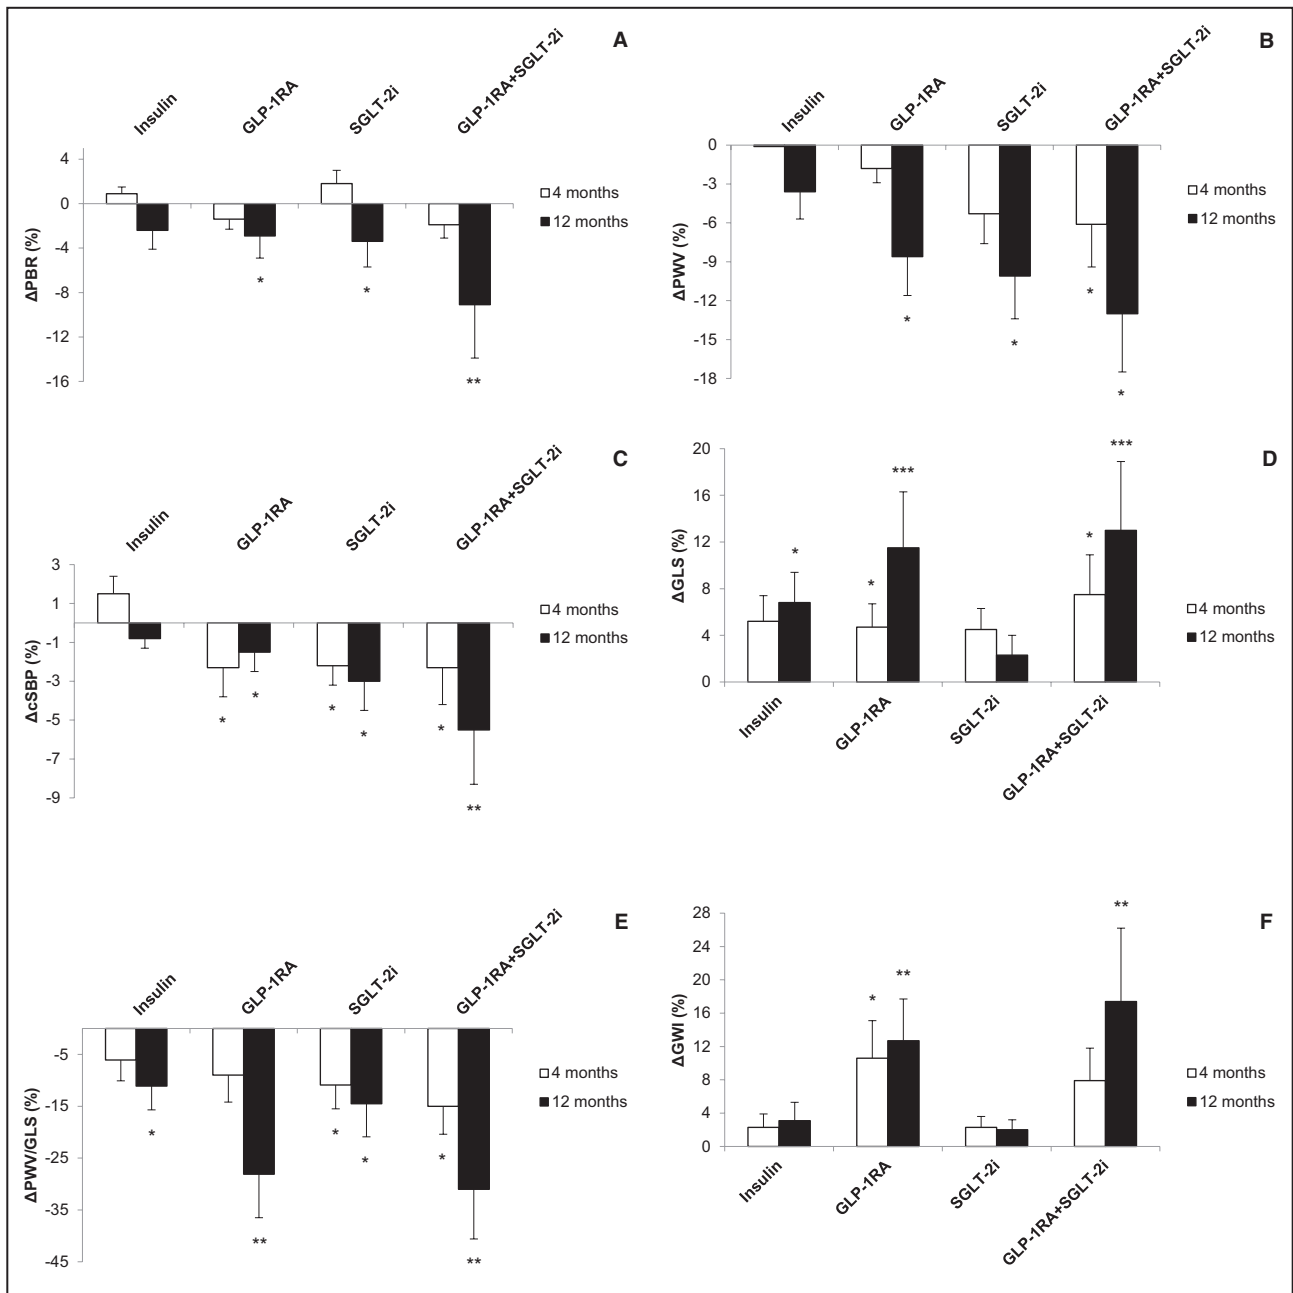 A
Insulin
GLP-1RA
SGLT-2i
GLP-1RA+SGLT-2i
4
0
-4
-8
-12
-16
ΔPBR (%)
*
*
**
4 months
12 months
B
Insulin
GLP-1RA
SGLT-2i
GLP-1RA+SGLT-2i
0
-3
-6
-9
-12
-15
-18
ΔPWV (%)
*
*
*
*
4 months
12 months
C
Insulin
GLP-1RA
SGLT-2i
GLP-1RA+SGLT-2i
3
1
-1
-3
-5
-7
-9
ΔcSBP (%)
*
*
*
*
*
**
4 months
12 months
D
20
16
12
8
4
0
ΔGLS (%)
*
*
***
*
***
Insulin
GLP-1RA
SGLT-2i
GLP-1RA+SGLT-2i
4 months
12 months
E
Insulin
GLP-1RA
SGLT-2i
GLP-1RA+SGLT-2i
-5
-15
-25
-35
-45
ΔPWV/GLS (%)
*
**
*
*
*
**
4 months
12 months
F
28
24
20
16
12
8
4
0
ΔGWI (%)
*
**
**
Insulin
GLP-1RA
SGLT-2i
GLP-1RA+SGLT-2i
4 months
12 months